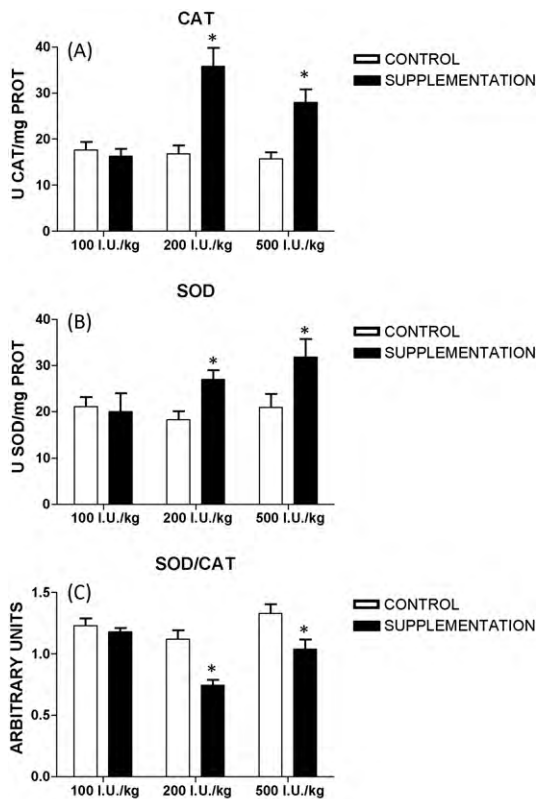 CAT
(A)
U CAT/mg PROT
40
30
20
10
0
*
*
100 I.U./kg 200 I.U./kg 500 I.U./kg
CONTROL
SUPPLEMENTATION
SOD
(B)
U SOD/mg PROT
40
30
20
10
0
*
*
100 I.U./kg 200 I.U./kg 500 I.U./kg
CONTROL
SUPPLEMENTATION
SOD/CAT
(C)
ARBITRARY UNITS
1.5
1.0
0.5
0.0
*
*
100 I.U./kg 200 I.U./kg 500 I.U./kg
CONTROL
SUPPLEMENTATION